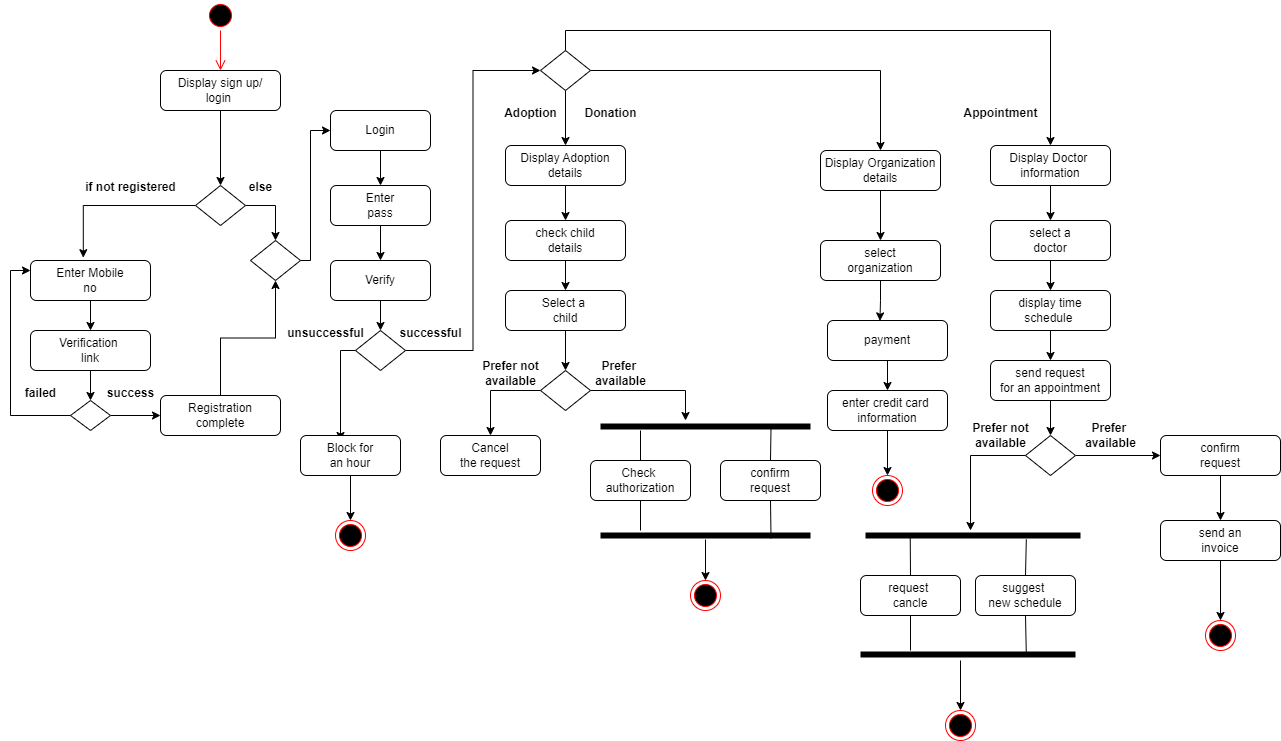 Display sign up/
login
if not registered
else
Enter Mobile
no
Verification
link
failed
success
Registration
complete
Login
Enter
pass
Verify
unsuccessful
successful
Block for
an hour
Adoption
Donation
Appointment
Display Adoption
details
check child
details
Select a
child
Prefer not
available
Prefer
available
Cancel
the request
Check
authorization
confirm
request
Display Organization
details
select
organization
payment
enter credit card
information
Display Doctor
information
select a
doctor
display time
schedule
send request
for an appointment
Prefer not
available
Prefer
available
request
cancle
suggest
new schedule
confirm
request
send an
invoice